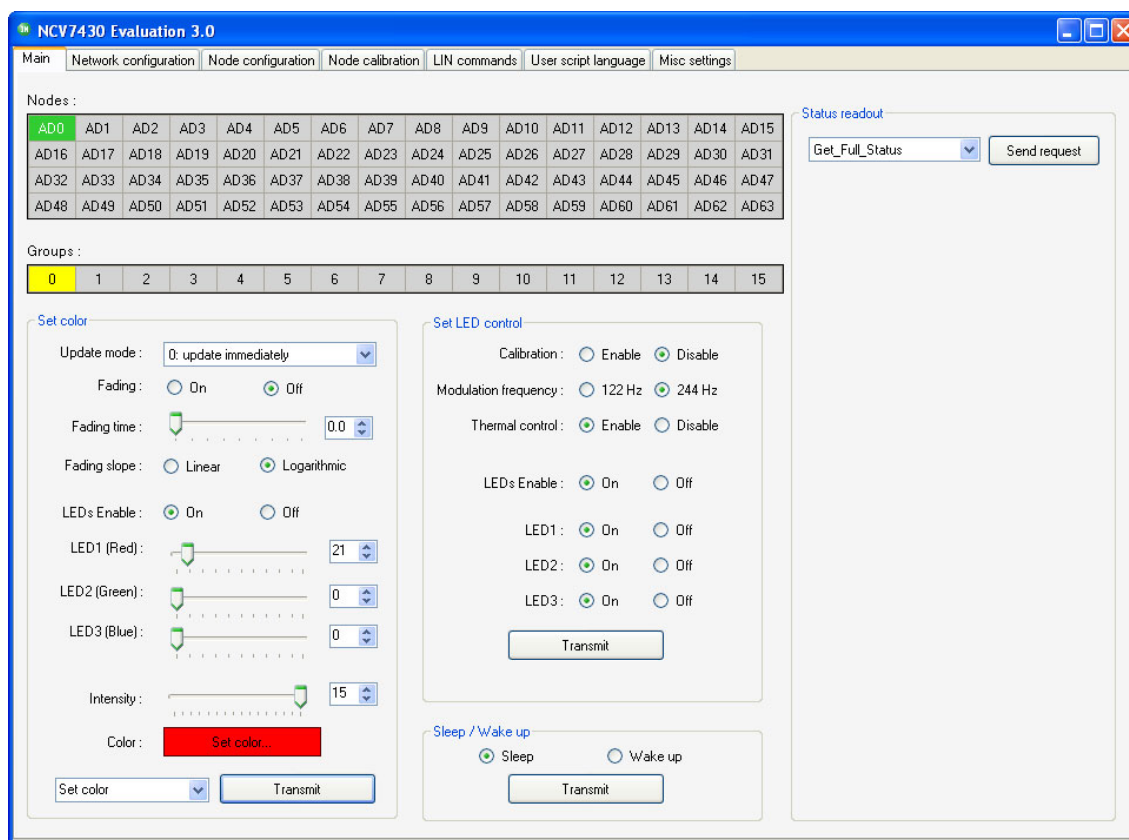 NCV7430 Evaluation 3.0
Main Network configuration Node configuration Node calibration LIN commands User script language Misc settings
Nodes :
AD0 AD1 AD2 AD3 AD4 AD5 AD6 AD7 AD8 AD9 AD10 AD11 AD12 AD13 AD14 AD15
AD16 AD17 AD18 AD19 AD20 AD21 AD22 AD23 AD24 AD25 AD26 AD27 AD28 AD29 AD30 AD31
AD32 AD33 AD34 AD35 AD36 AD37 AD38 AD39 AD40 AD41 AD42 AD43 AD44 AD45 AD46 AD47
AD48 AD49 AD50 AD51 AD52 AD53 AD54 AD55 AD56 AD57 AD58 AD59 AD60 AD61 AD62 AD63
Groups :
0 1 2 3 4 5 6 7 8 9 10 11 12 13 14 15
Set color
Update mode : 0: update immediately
Fading : On Off
Fading time : 0.0
Fading slope : Linear Logarithmic
LEDs Enable : On Off
LED1 (Red) : 21
LED2 (Green) : 0
LED3 (Blue) : 0
Intensity : 15
Color : Set color...
Set color Transmit
Set LED control
Calibration : Enable Disable
Modulation frequency : 122 Hz 244 Hz
Thermal control : Enable Disable
LEDs Enable : On Off
LED1 : On Off
LED2 : On Off
LED3 : On Off
Transmit
Sleep / Wake up
Sleep Wake up
Transmit
Status readout
Get_Full_Status Send request